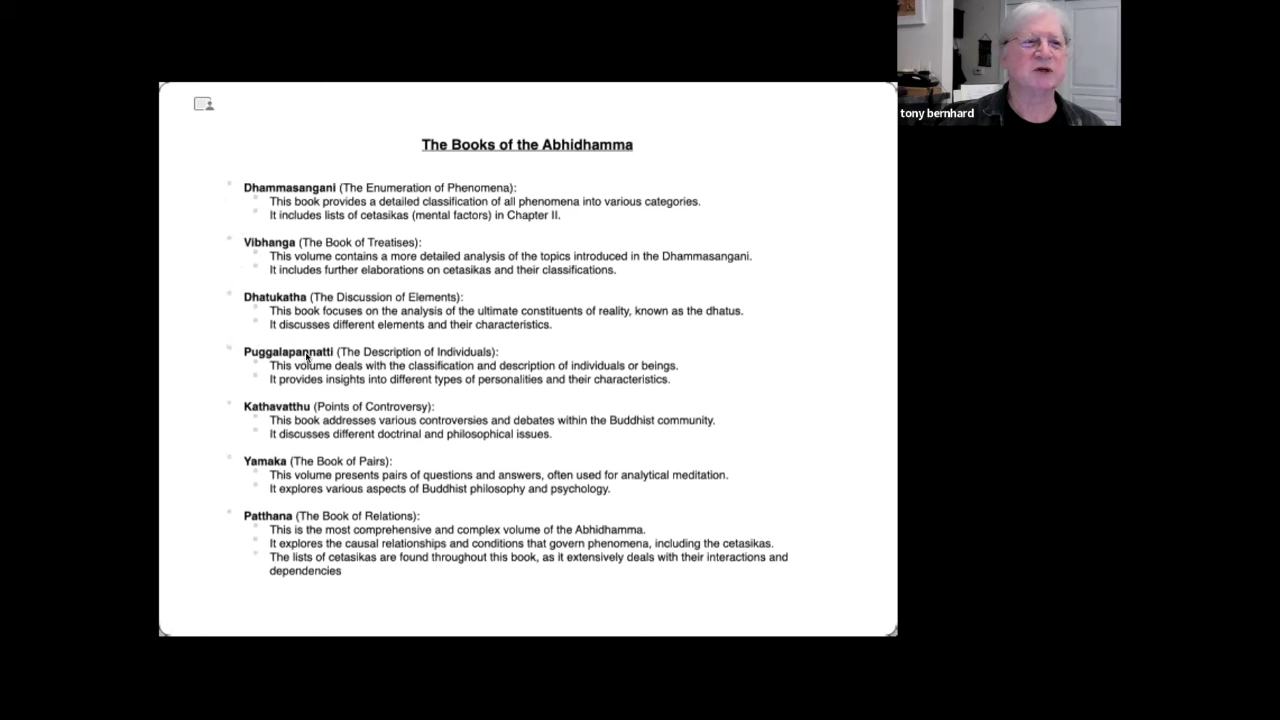 The Books of the Abhidhamma
Dhammasangani (The Enumeration of Phenomena):
This book provides a detailed classification of all phenomena into various categories.
It includes lists of cetasikas (mental factors) in Chapter II.
Vibhanga (The Book of Treatises):
This volume contains a more detailed analysis of the topics introduced in the Dhammasangani.
It includes further elaborations on cetasikas and their classifications.
Dhatukatha (The Discussion of Elements):
This book focuses on the analysis of the ultimate constituents of reality, known as the dhatus.
It discusses different elements and their characteristics.
Puggalapannatti (The Description of Individuals):
This volume deals with the classification and description of individuals or beings.
It provides insights into different types of personalities and their characteristics.
Kathavatthu (Points of Controversy):
This book addresses various controversies and debates within the Buddhist community.
It discusses different doctrinal and philosophical issues.
Yamaka (The Book of Pairs):
This volume presents pairs of questions and answers, often used for analytical meditation.
It explores various aspects of Buddhist philosophy and psychology.
Patthana (The Book of Relations):
This is the most comprehensive and complex volume of the Abhidhamma.
It explores the causal relationships and conditions that govern phenomena, including the cetasikas.
The lists of cetasikas are found throughout this book, as it extensively deals with their interactions and
dependencies
tony bernhard